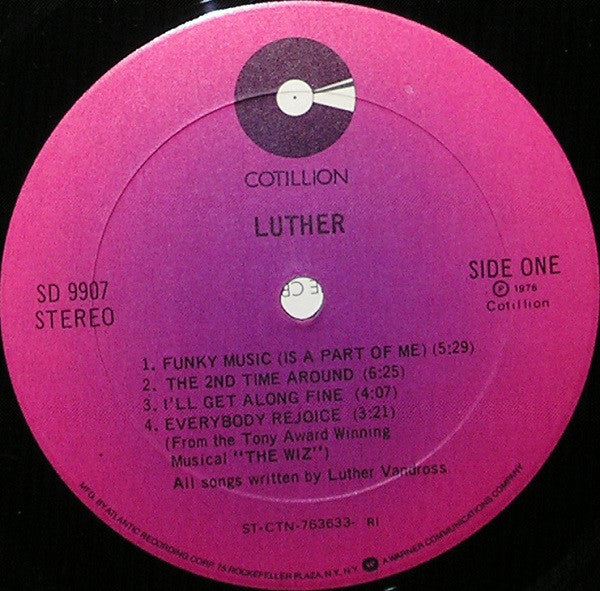 COTILLION
LUTHER
SD 9907
STEREO
SIDE ONE
Ⓟ 1976
Cotillion
1. FUNKY MUSIC (IS A PART OF ME) (5:29)
2. THE 2ND TIME AROUND (6:25)
3. I'LL GET ALONG FINE (4:07)
4. EVERYBODY REJOICE (3:21)
(From the Tony Award Winning
Musical "THE WIZ")
All songs written by Luther Vandross
ST-CTN-763633- RI
MFG. BY ATLANTIC RECORDING CORP. 75 ROCKEFELLER PLAZA, N.Y. N.Y. A WARNER COMMUNICATIONS COMPANY